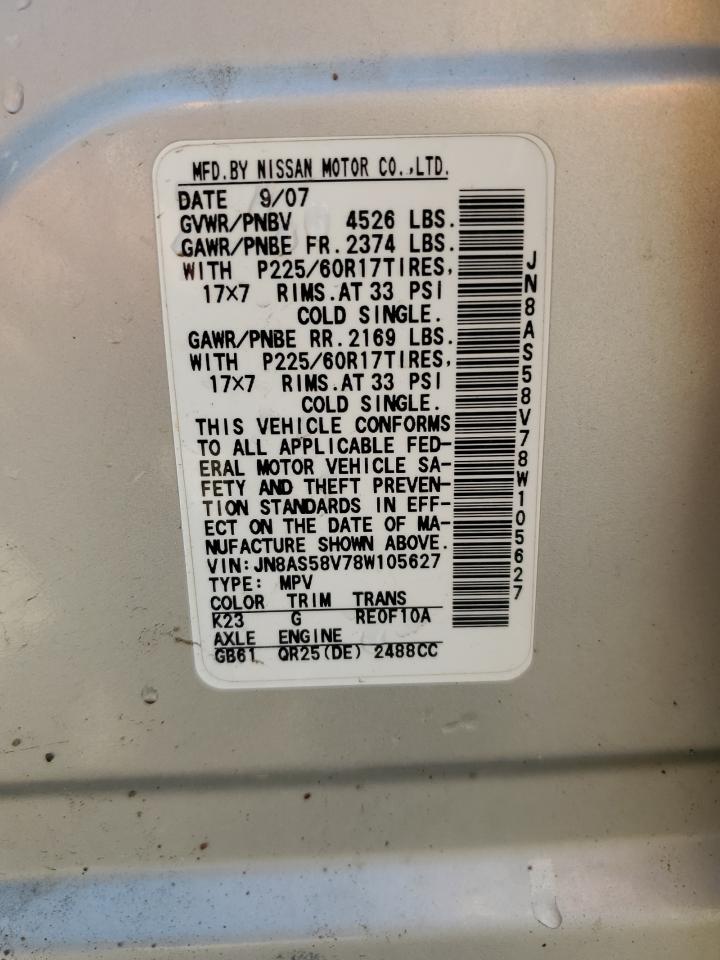 MFD.BY NISSAN MOTOR CO.,LTD.
DATE 9/07
GVWR/PNBV 4526 LBS.
GAWR/PNBE FR. 2374 LBS.
WITH P225/60R17TIRES,
17X7 RIMS.AT 33 PSI
COLD SINGLE.
GAWR/PNBE RR. 2169 LBS.
WITH P225/60R17TIRES,
17X7 RIMS.AT 33 PSI
COLD SINGLE.
THIS VEHICLE CONFORMS
TO ALL APPLICABLE FED-
ERAL MOTOR VEHICLE SA-
FETY AND THEFT PREVEN-
TION STANDARDS IN EFF-
ECT ON THE DATE OF MA-
NUFACTURE SHOWN ABOVE.
VIN:JN8AS58V78W105627
TYPE: MPV
COLOR TRIM TRANS
K23 G RE0F10A
AXLE ENGINE
GB61 QR25(DE) 2488CC
JN8AS58V78W105627